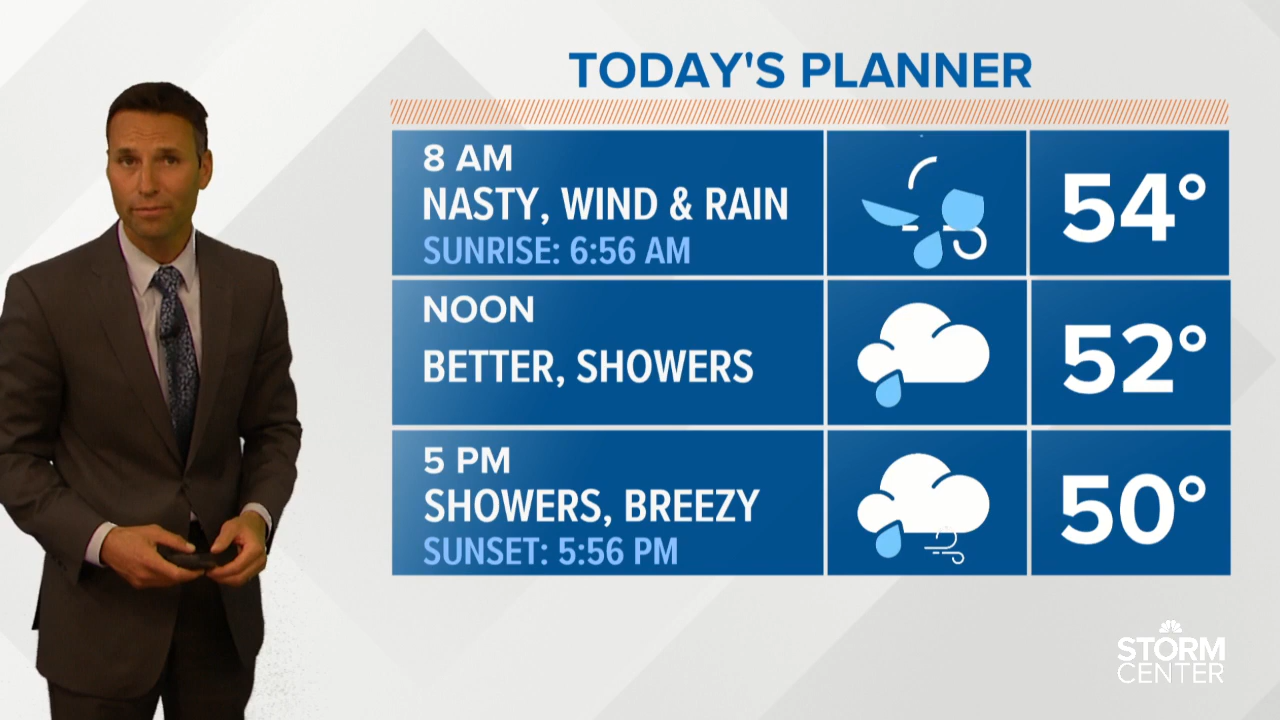 TODAY'S PLANNER
8 AM
NASTY, WIND & RAIN
SUNRISE: 6:56 AM
54°
NOON
BETTER, SHOWERS
52°
5 PM
SHOWERS, BREEZY
SUNSET: 5:56 PM
50°
STORM
CENTER